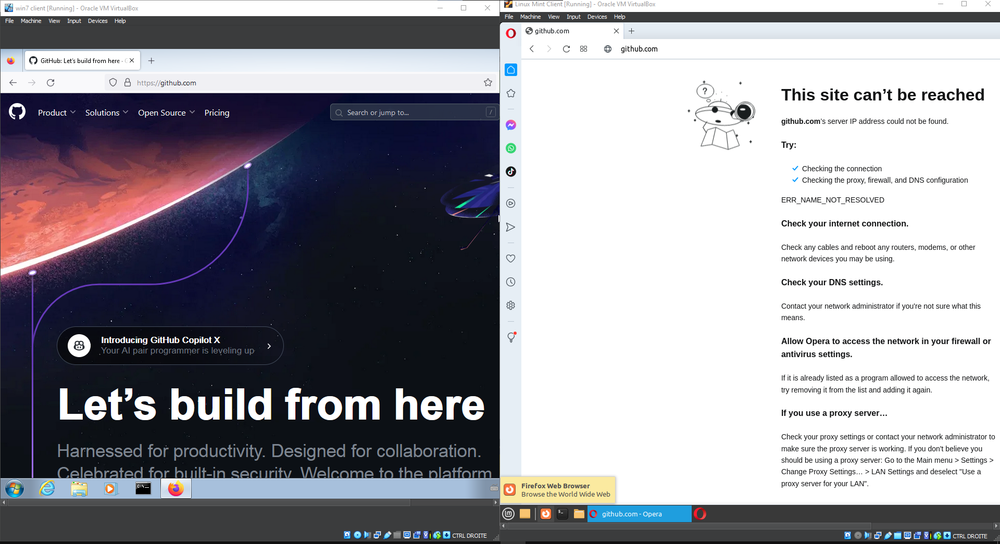 win7 client [Running] - Oracle VM VirtualBox
File Machine View Input Devices Help
GitHub: Let's build from here ·
https://github.com
Product Solutions Open Source Pricing
Search or jump to... /
Introducing GitHub Copilot X
Your AI pair programmer is leveling up
Let's build from here
Harnessed for productivity. Designed for collaboration.
Celebrated for built-in security. Welcome to the platform
CTRL DROITE
Linux Mint Client [Running] - Oracle VM VirtualBox
File Machine View Input Devices Help
github.com
github.com
?
This site can’t be reached
github.com’s server IP address could not be found.
Try:
Checking the connection
Checking the proxy, firewall, and DNS configuration
ERR_NAME_NOT_RESOLVED
Check your internet connection.
Check any cables and reboot any routers, modems, or other
network devices you may be using.
Check your DNS settings.
Contact your network administrator if you're not sure what this
means.
Allow Opera to access the network in your firewall or
antivirus settings.
If it is already listed as a program allowed to access the network,
try removing it from the list and adding it again.
If you use a proxy server…
Check your proxy settings or contact your network administrator to
make sure the proxy server is working. If you don't believe you
should be using a proxy server: Go to the Main menu > Settings >
Change Proxy Settings… > LAN Settings and deselect "Use a
proxy server for your LAN".
Firefox Web Browser
Browse the World Wide Web
github.com - Opera
CTRL DROITE